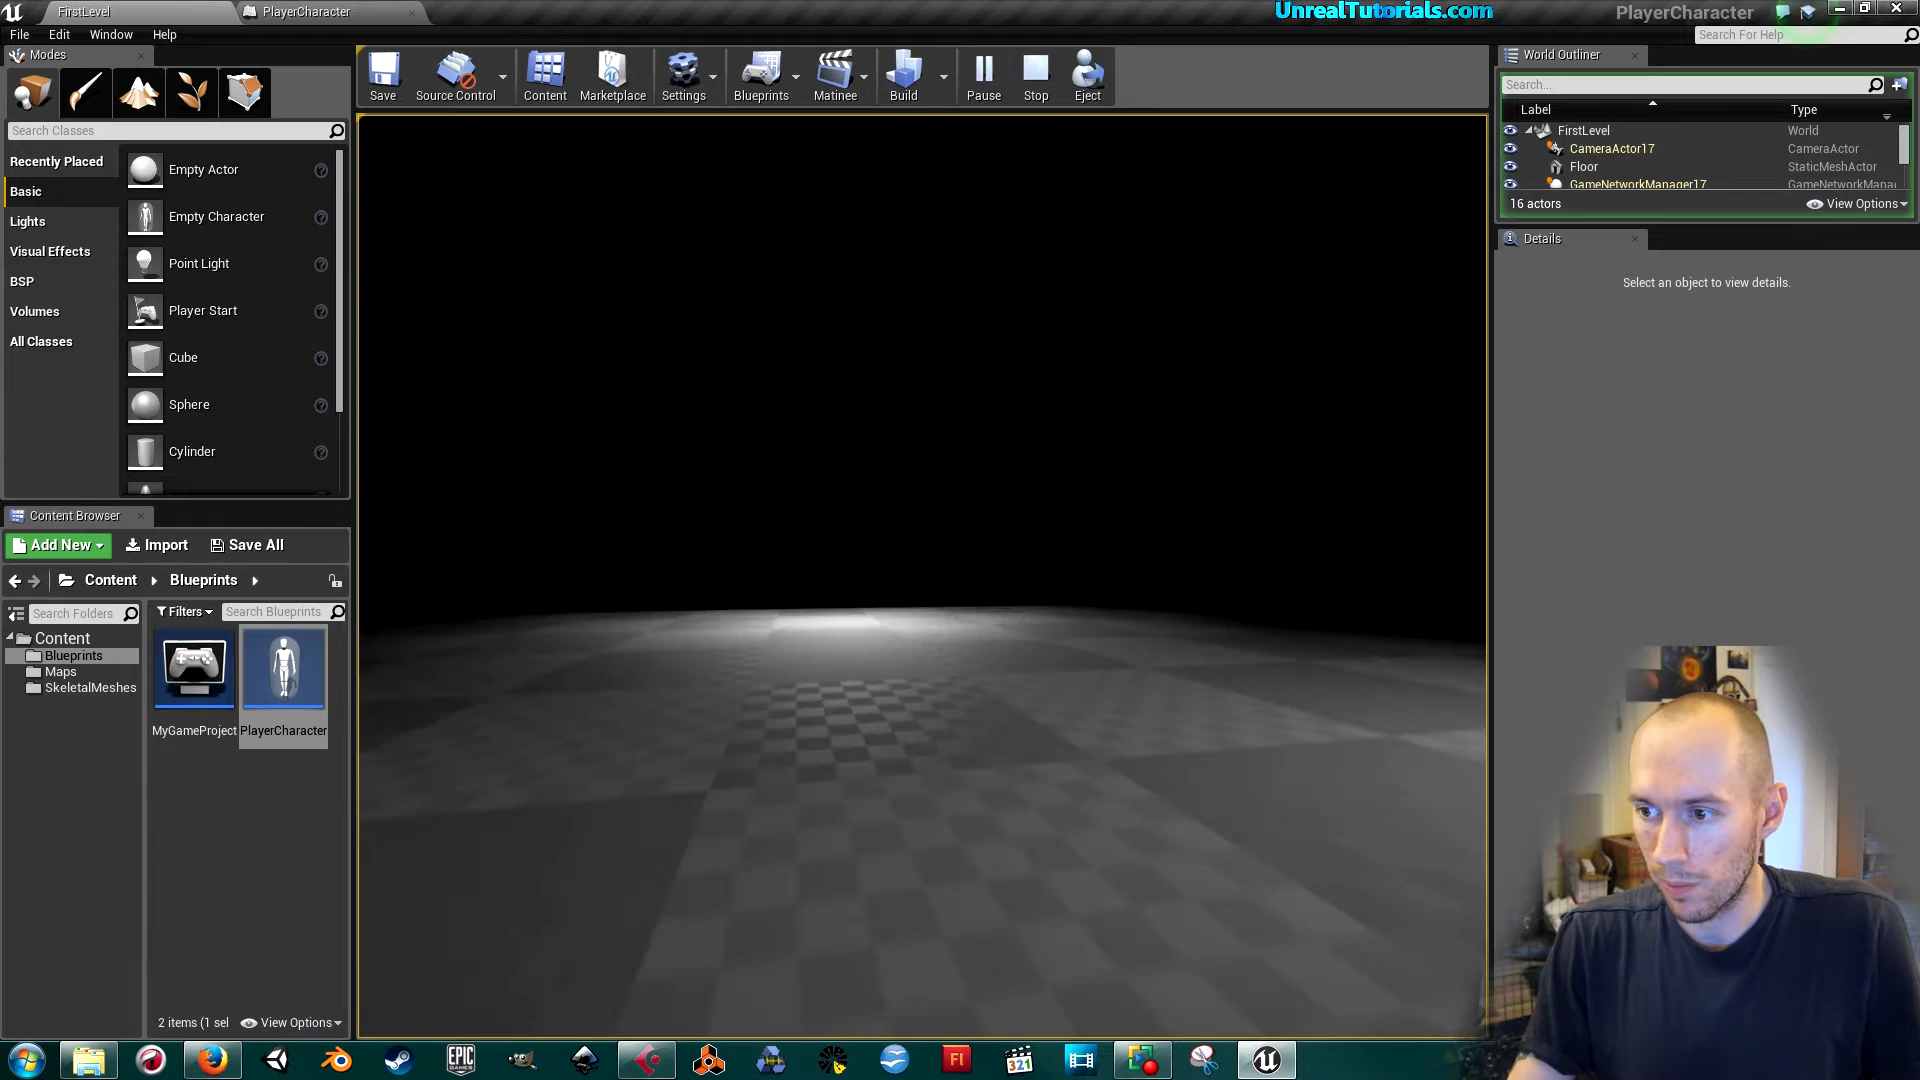 FirstLevel
PlayerCharacter
UnrealTutorials.com
PlayerCharacter
File
Edit
Window
Help
Search For Help
Modes
Save
Source Control
Content
Marketplace
Settings
Blueprints
Matinee
Build
Pause
Stop
Eject
Search Classes
Recently Placed
Basic
Lights
Visual Effects
BSP
Volumes
All Classes
Empty Actor
Empty Character
Point Light
Player Start
Cube
Sphere
Cylinder
World Outliner
Search...
Label
Type
FirstLevel
World
CameraActor17
CameraActor
Floor
StaticMeshActor
GameNetworkManager17
GameNetworkMana
16 actors
View Options
Details
Select an object to view details.
Content Browser
Add New
Import
Save All
Content
Blueprints
Search Folders
Filters
Search Blueprints
Content
Blueprints
Maps
SkeletalMeshes
MyGameProject
PlayerCharacter
2 items (1 sel
View Options
EPIC
GAMES
Fl
321